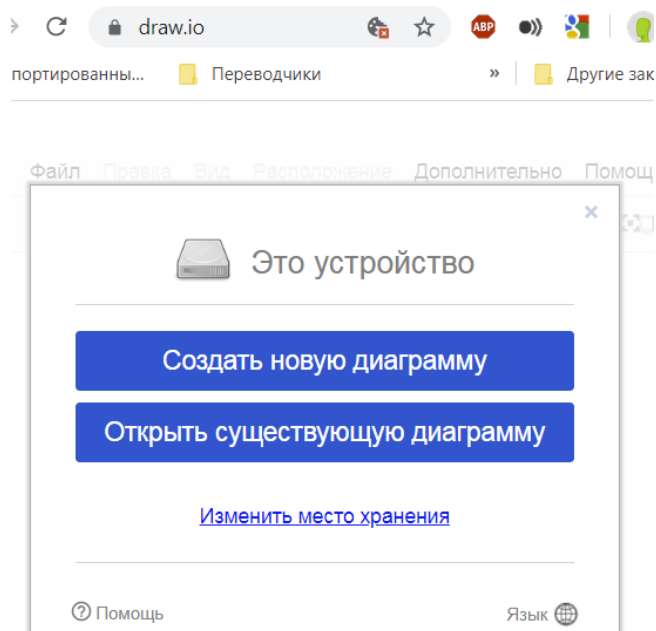 draw.io
ABP
портированны... Переводчики » Другие зак
Файл Правка Вид Расположение Дополнительно Помощ
Это устройство
Создать новую диаграмму
Открыть существующую диаграмму
Изменить место хранения
Помощь Язык